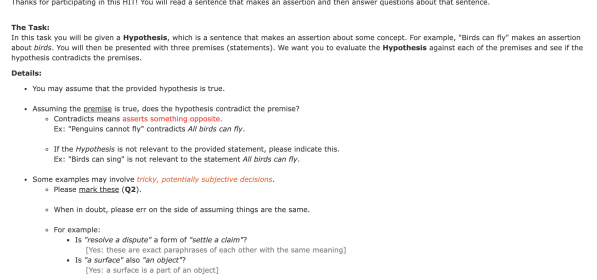 Thanks for participating in this HIT! You will read a sentence that makes an assertion and then answer questions about that sentence.
The Task:
In this task you will be given a Hypothesis, which is a sentence that makes an assertion about some concept. For example, "Birds can fly" makes an assertion
about birds. You will then be presented with three premises (statements). We want you to evaluate the Hypothesis against each of the premises and see if the
hypothesis contradicts the premises.
Details:
• You may assume that the provided hypothesis is true.
• Assuming the premise is true, does the hypothesis contradict the premise?
◦ Contradicts means asserts something opposite.
Ex: "Penguins cannot fly" contradicts All birds can fly.
◦ If the Hypothesis is not relevant to the provided statement, please indicate this.
Ex: "Birds can sing" is not relevant to the statement All birds can fly.
• Some examples may involve tricky, potentially subjective decisions.
◦ Please mark these (Q2).
◦ When in doubt, please err on the side of assuming things are the same.
◦ For example:
▪ Is "resolve a dispute" a form of "settle a claim"?
[Yes: these are exact paraphrases of each other with the same meaning]
▪ Is "a surface" also "an object"?
[Yes: a surface is a part of an object]